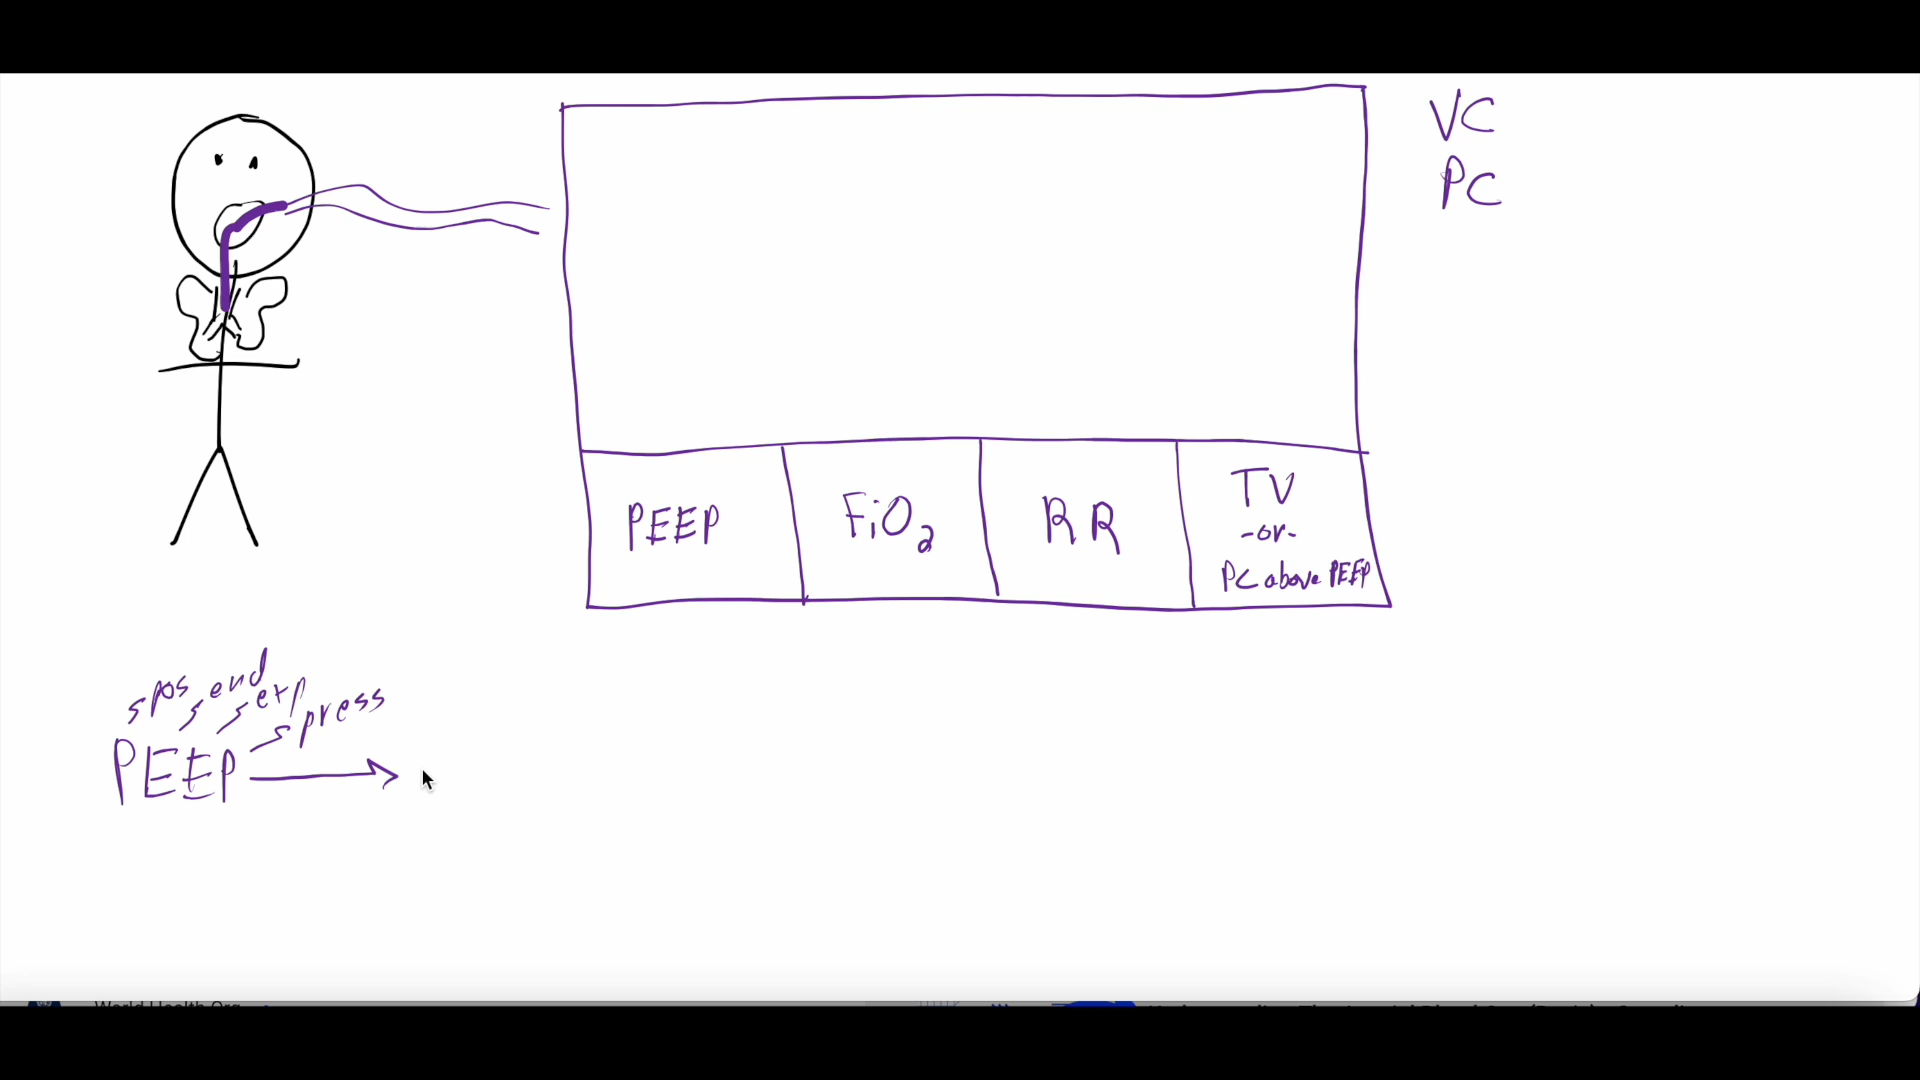 VC
PC
PEEP
FiO₂
RR
TV
-or-
PC above PEEP
pos end exp press
PEEP